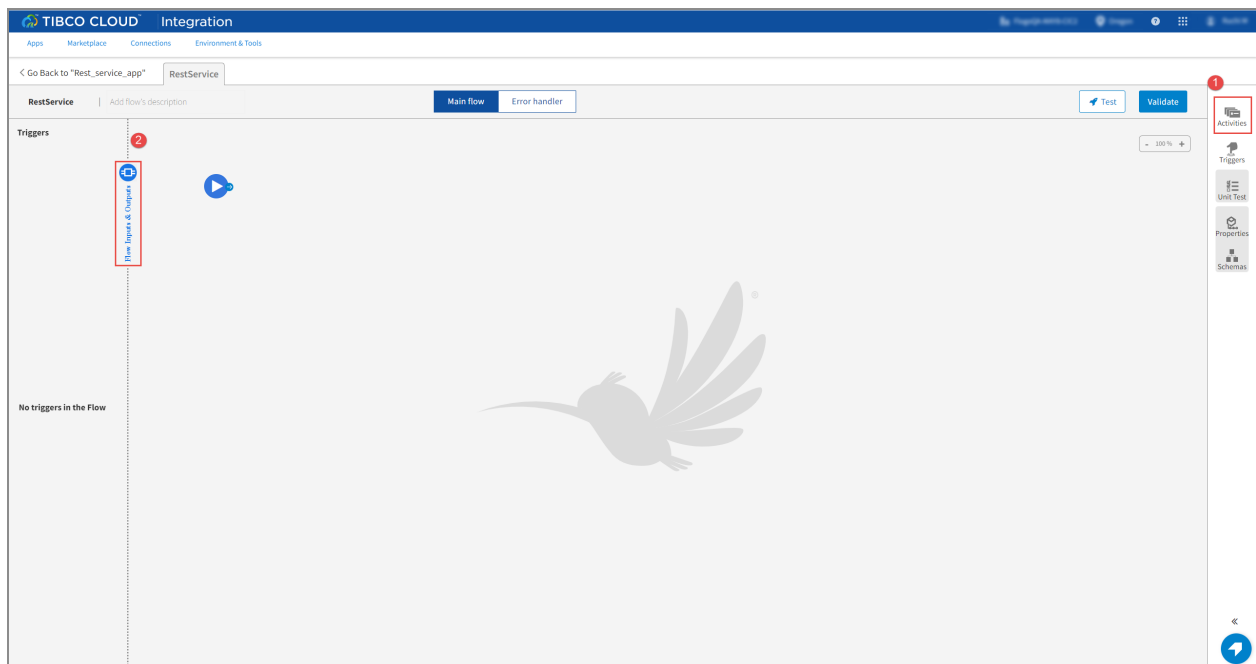 TIBCO CLOUD™ Integration
Oregon
?
Apps Marketplace Connections Environment & Tools
Go Back to "Rest_service_app" RestService
RestService | Add flow's description Main flow Error handler Test Validate
1
Activities
Triggers
2
- 100 % +
Triggers
Flow Inputs & Outputs
Unit Test
Properties
Schemas
®
No triggers in the Flow